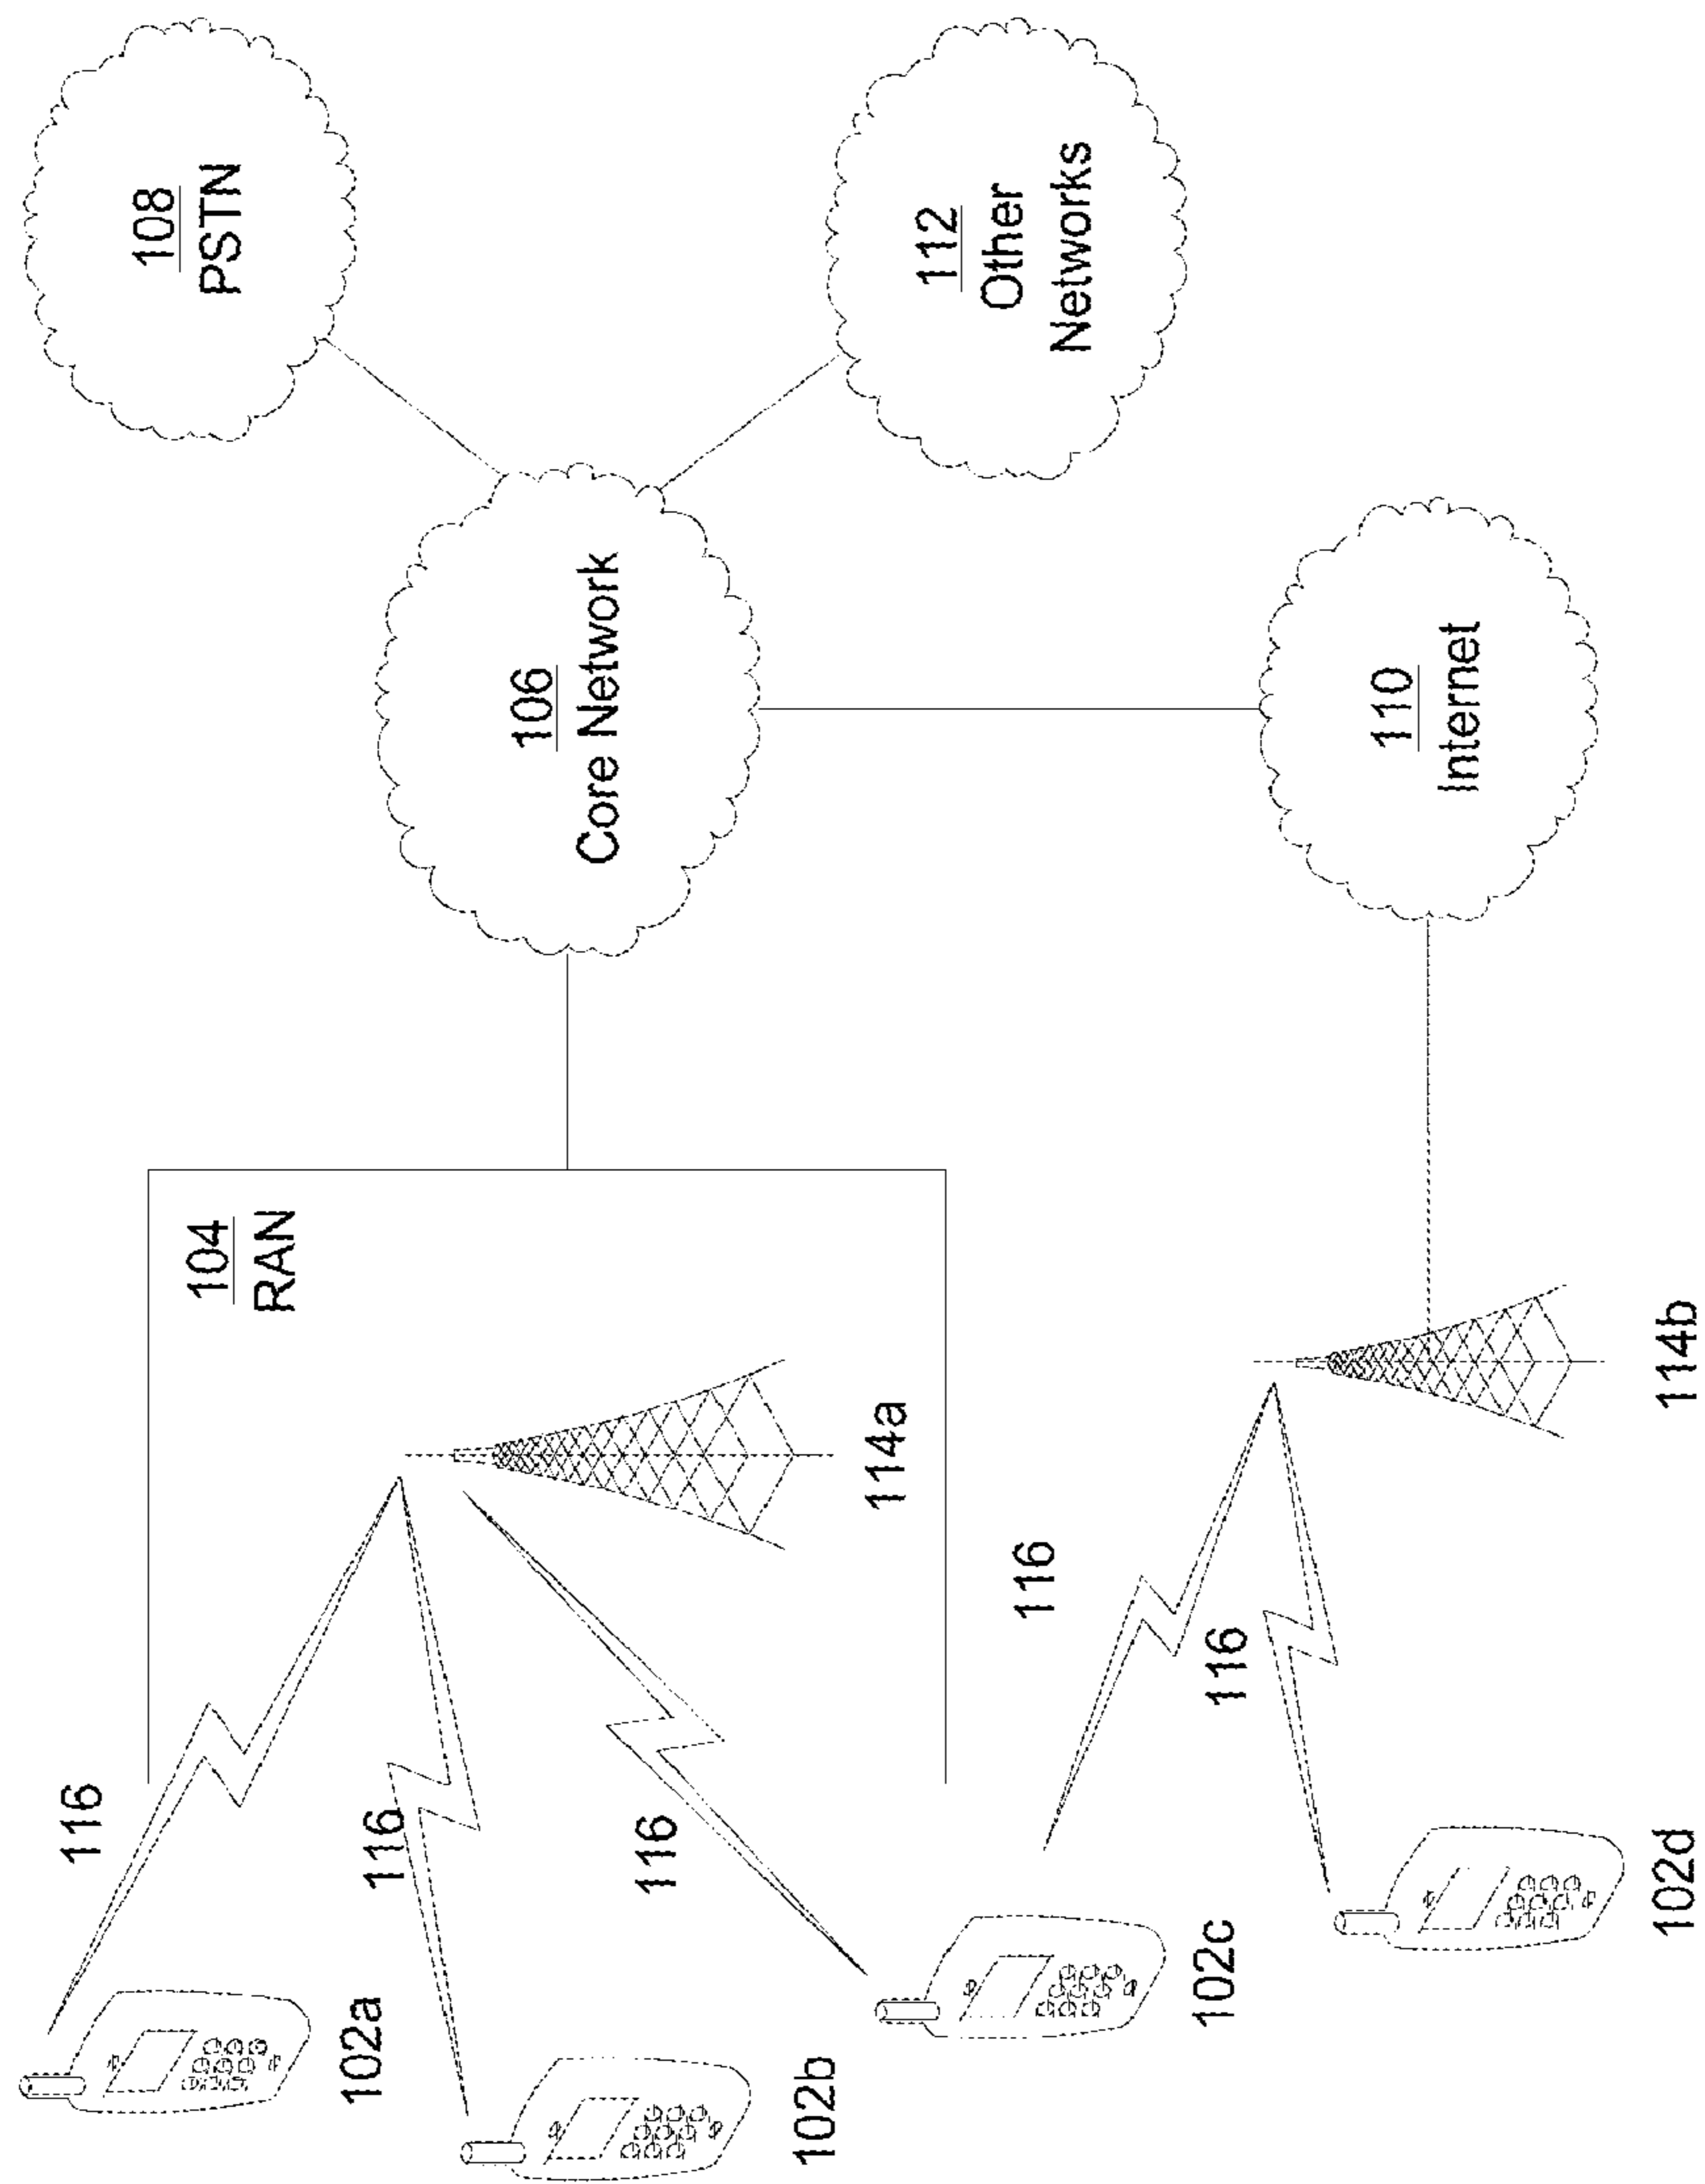 116
102a
116
102b
116
102c
116
116
102d
114a
114b
104
RAN
106
Core Network
108
PSTN
112
Other
Networks
110
Internet